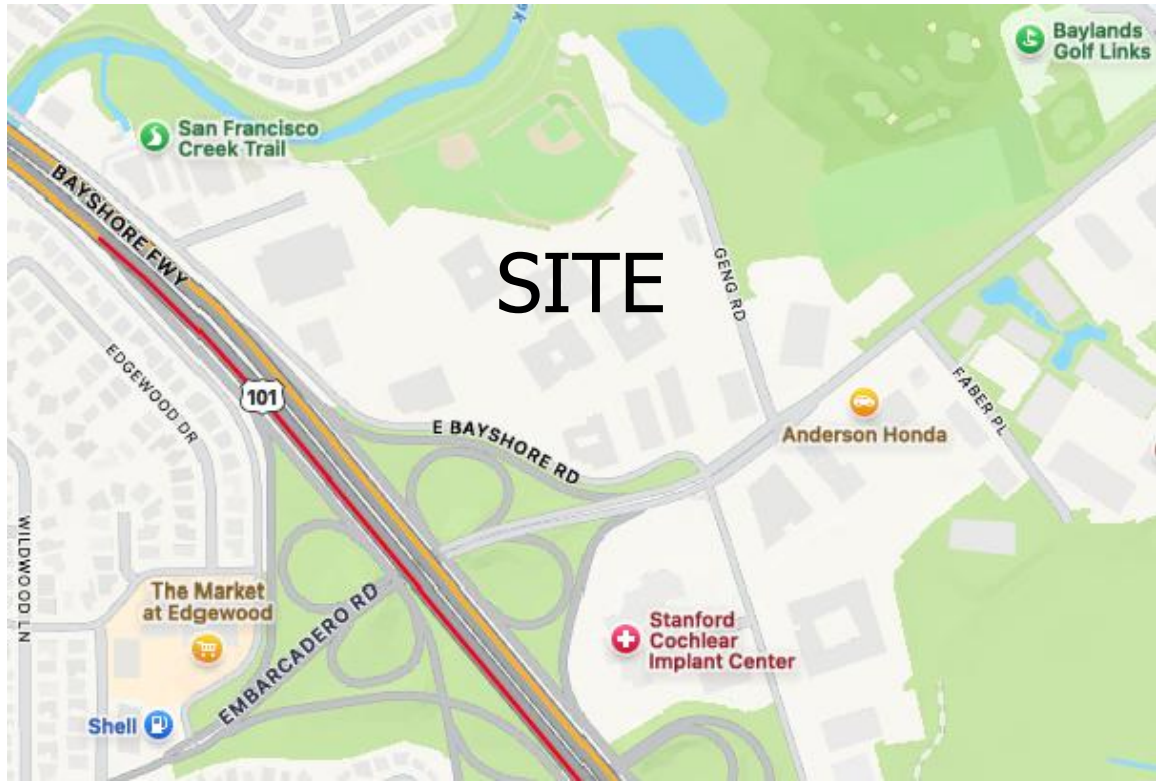 Baylands
Golf Links
San Francisco
Creek Trail
BAYSHORE FWY
SITE
GENG RD
EDGEWOOD DR
101
FABER PL
E BAYSHORE RD
Anderson Honda
WILDWOOD LN
The Market
at Edgewood
EMBARCADERO RD
Stanford
Cochlear
Implant Center
Shell